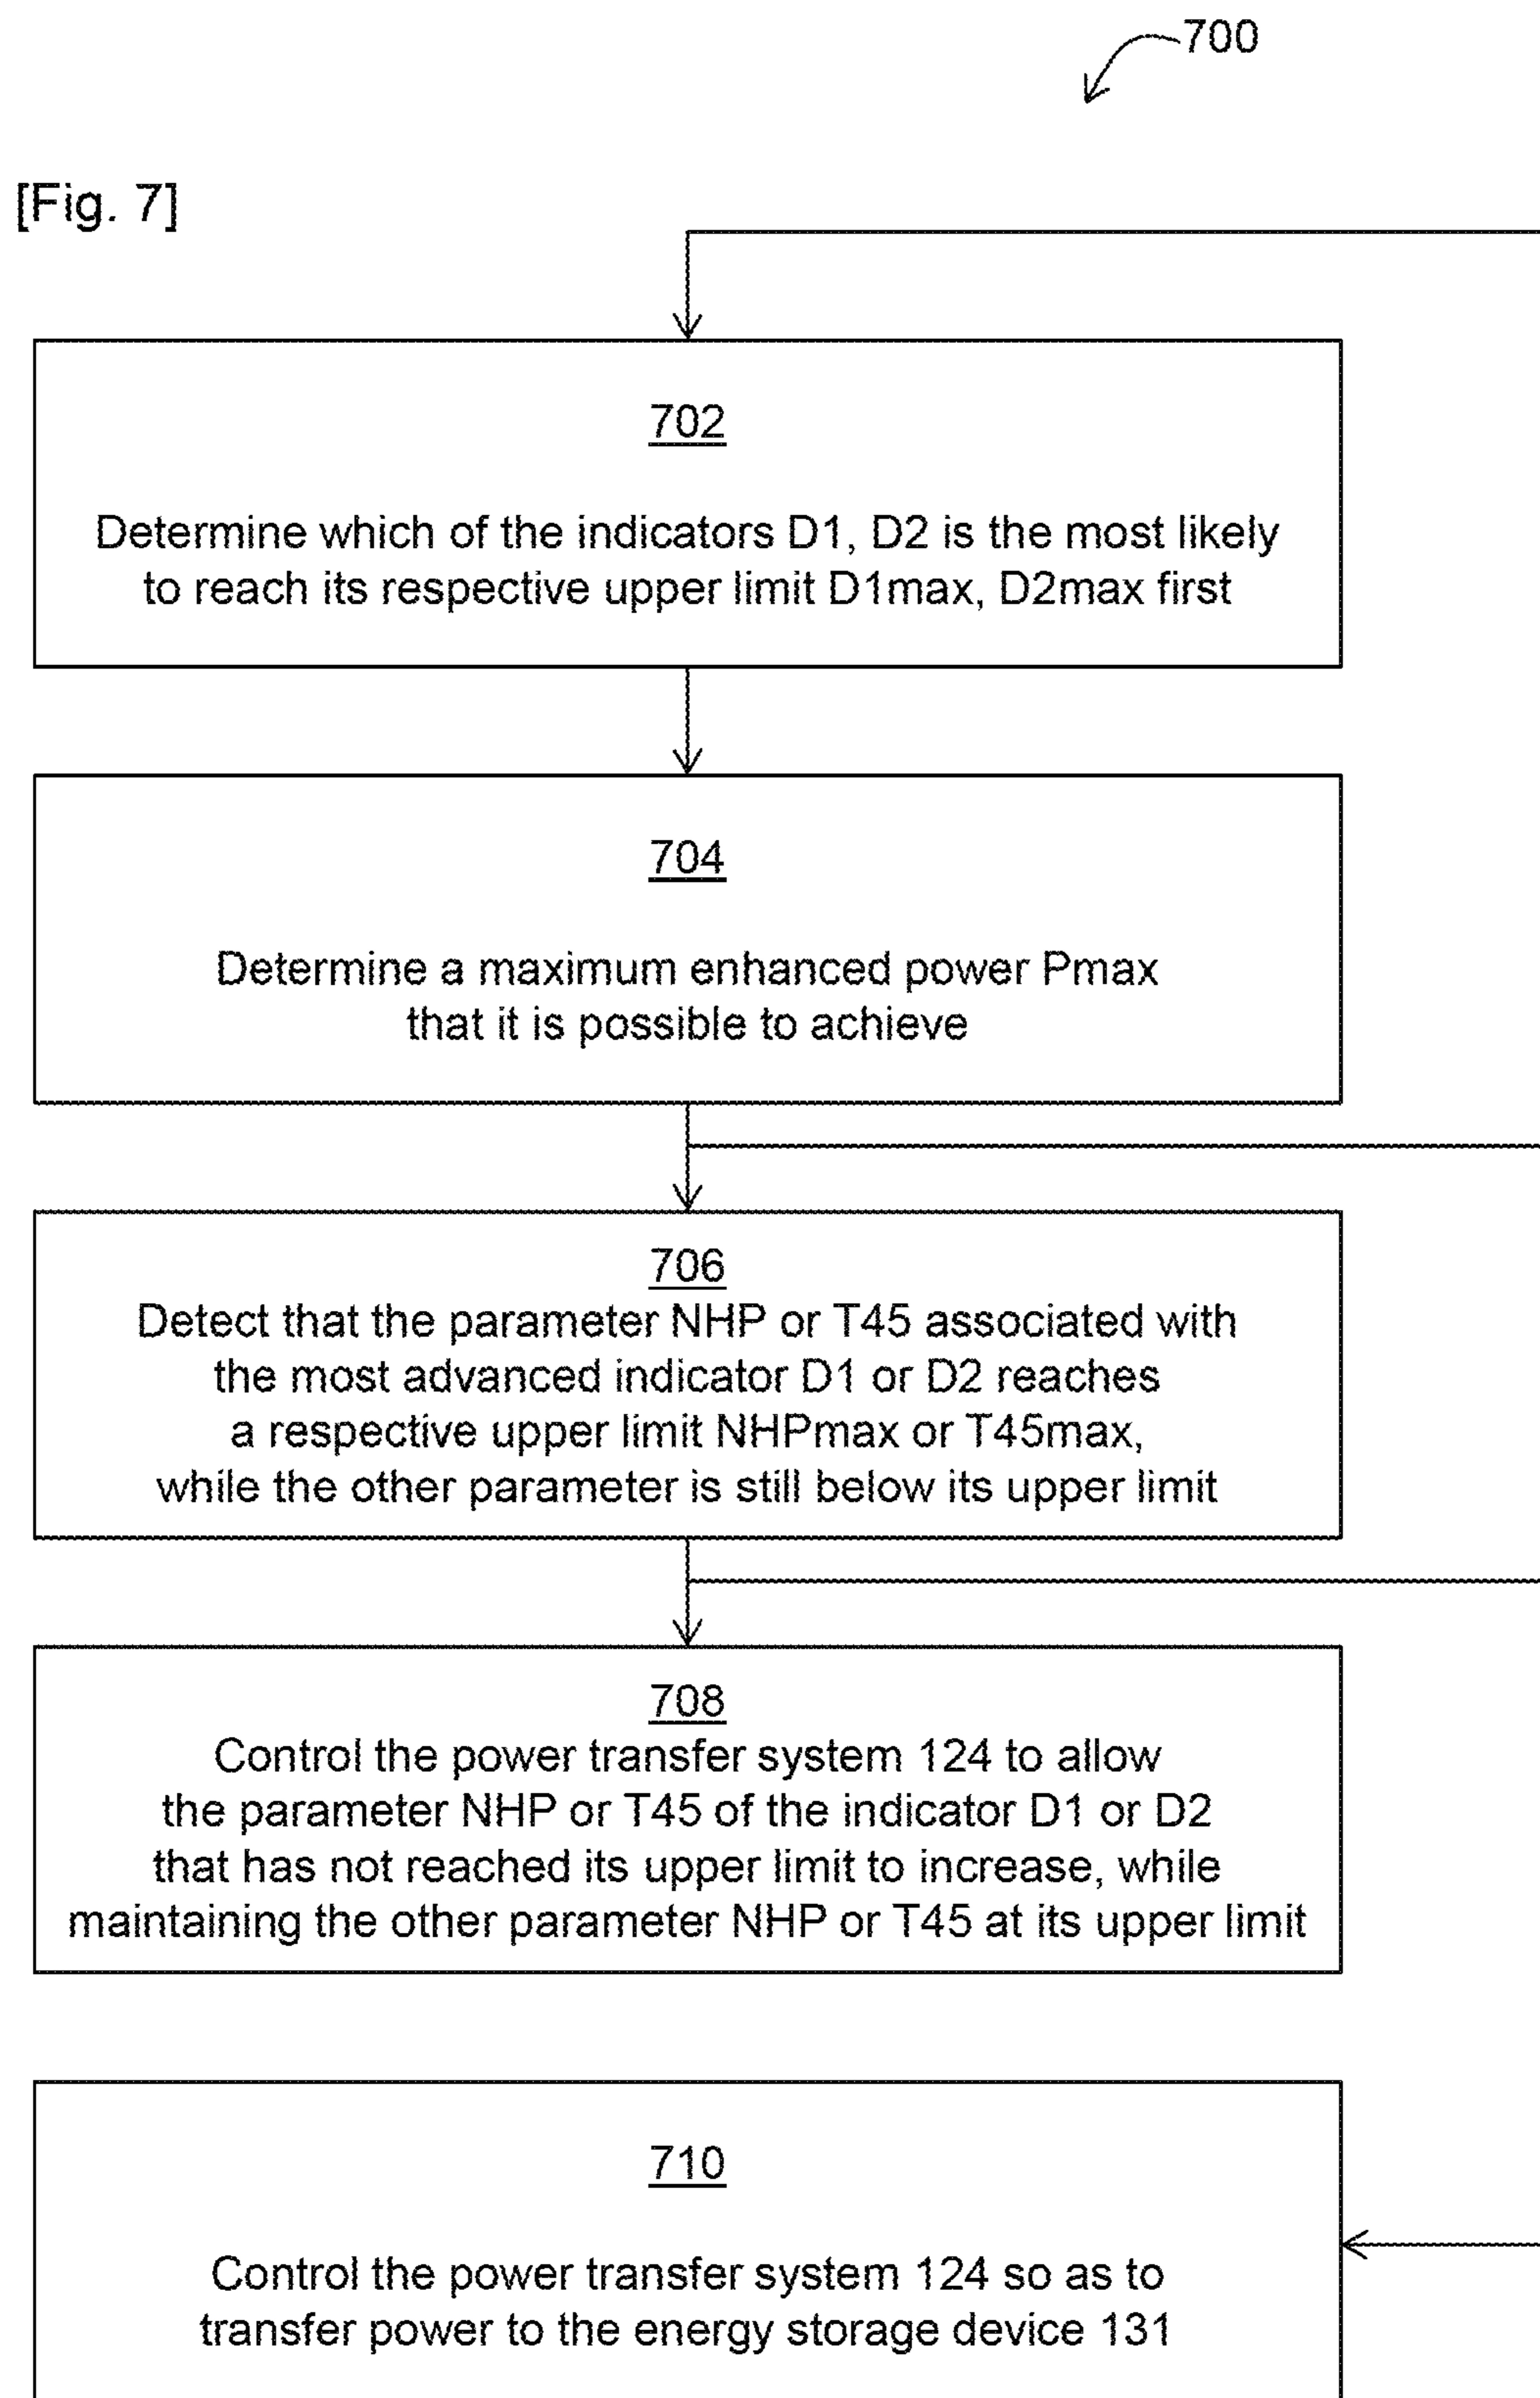 700
[Fig. 7]
702
Determine which of the indicators D1, D2 is the most likely
to reach its respective upper limit D1max, D2max first
704
Determine a maximum enhanced power Pmax
that it is possible to achieve
706
Detect that the parameter NHP or T45 associated with
the most advanced indicator D1 or D2 reaches
a respective upper limit NHPmax or T45max,
while the other parameter is still below its upper limit
708
Control the power transfer system 124 to allow
the parameter NHP or T45 of the indicator D1 or D2
that has not reached its upper limit to increase, while
maintaining the other parameter NHP or T45 at its upper limit
710
Control the power transfer system 124 so as to
transfer power to the energy storage device 131